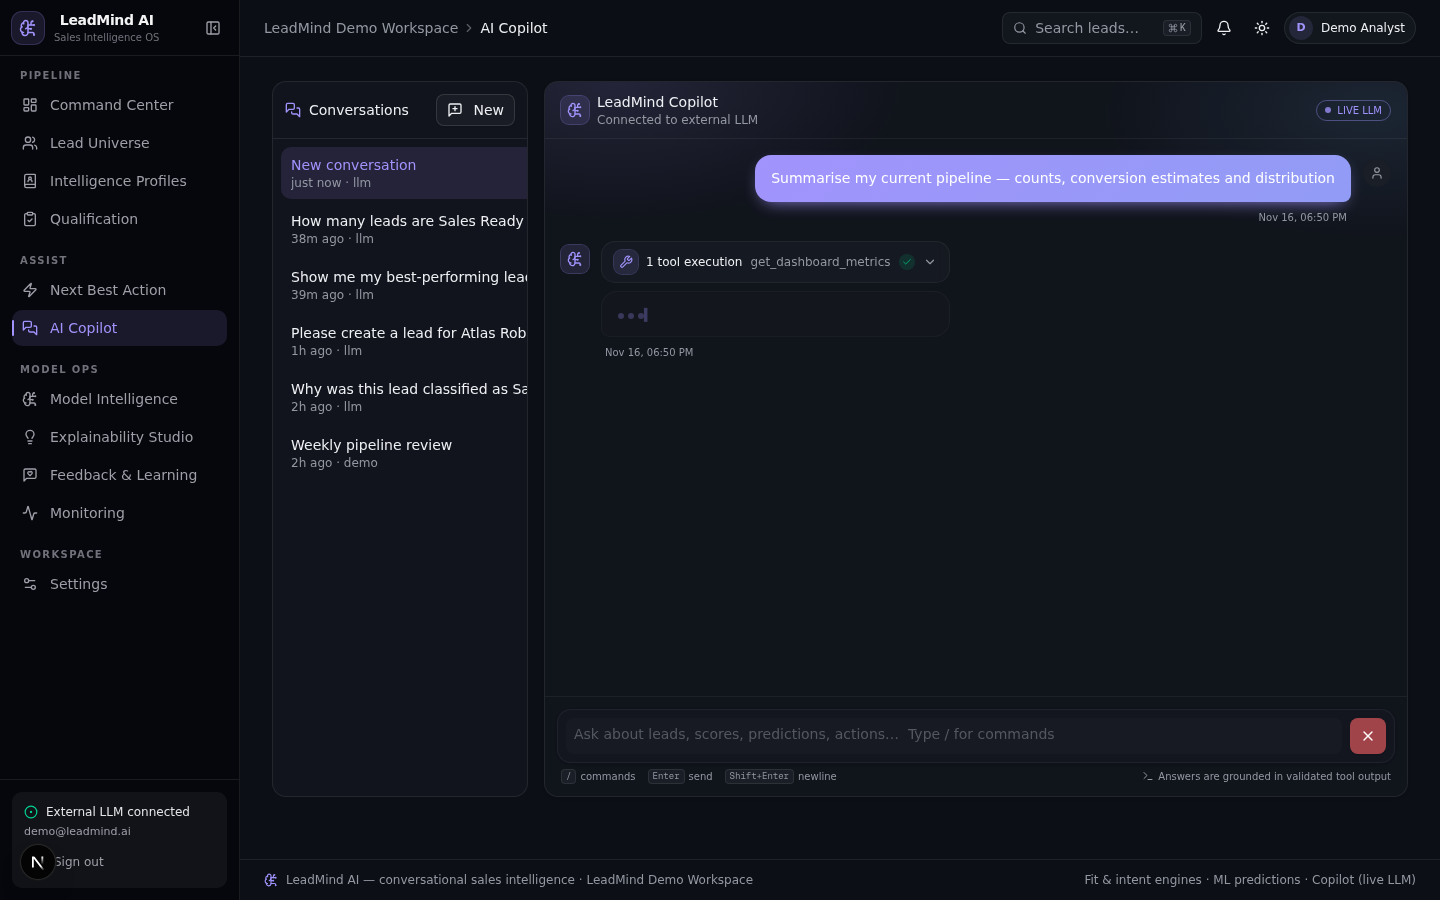 LeadMind AI
Sales Intelligence OS
PIPELINE
Command Center
Lead Universe
Intelligence Profiles
Qualification
ASSIST
Next Best Action
AI Copilot
MODEL OPS
Model Intelligence
Explainability Studio
Feedback & Learning
Monitoring
WORKSPACE
Settings
External LLM connected
demo@leadmind.ai
N
Sign out
LeadMind Demo Workspace > AI Copilot
Search leads... ⌘K
D Demo Analyst
Conversations
New
New conversation
just now · llm
How many leads are Sales Ready
38m ago · llm
Show me my best-performing lead
39m ago · llm
Please create a lead for Atlas Rob
1h ago · llm
Why was this lead classified as Sa
2h ago · llm
Weekly pipeline review
2h ago · demo
LeadMind Copilot
Connected to external LLM
LIVE LLM
Summarise my current pipeline — counts, conversion estimates and distribution
Nov 16, 06:50 PM
1 tool execution get_dashboard_metrics
Nov 16, 06:50 PM
Ask about leads, scores, predictions, actions… Type / for commands
/ commands Enter send Shift+Enter newline
Answers are grounded in validated tool output
LeadMind AI — conversational sales intelligence · LeadMind Demo Workspace
Fit & intent engines · ML predictions · Copilot (live LLM)